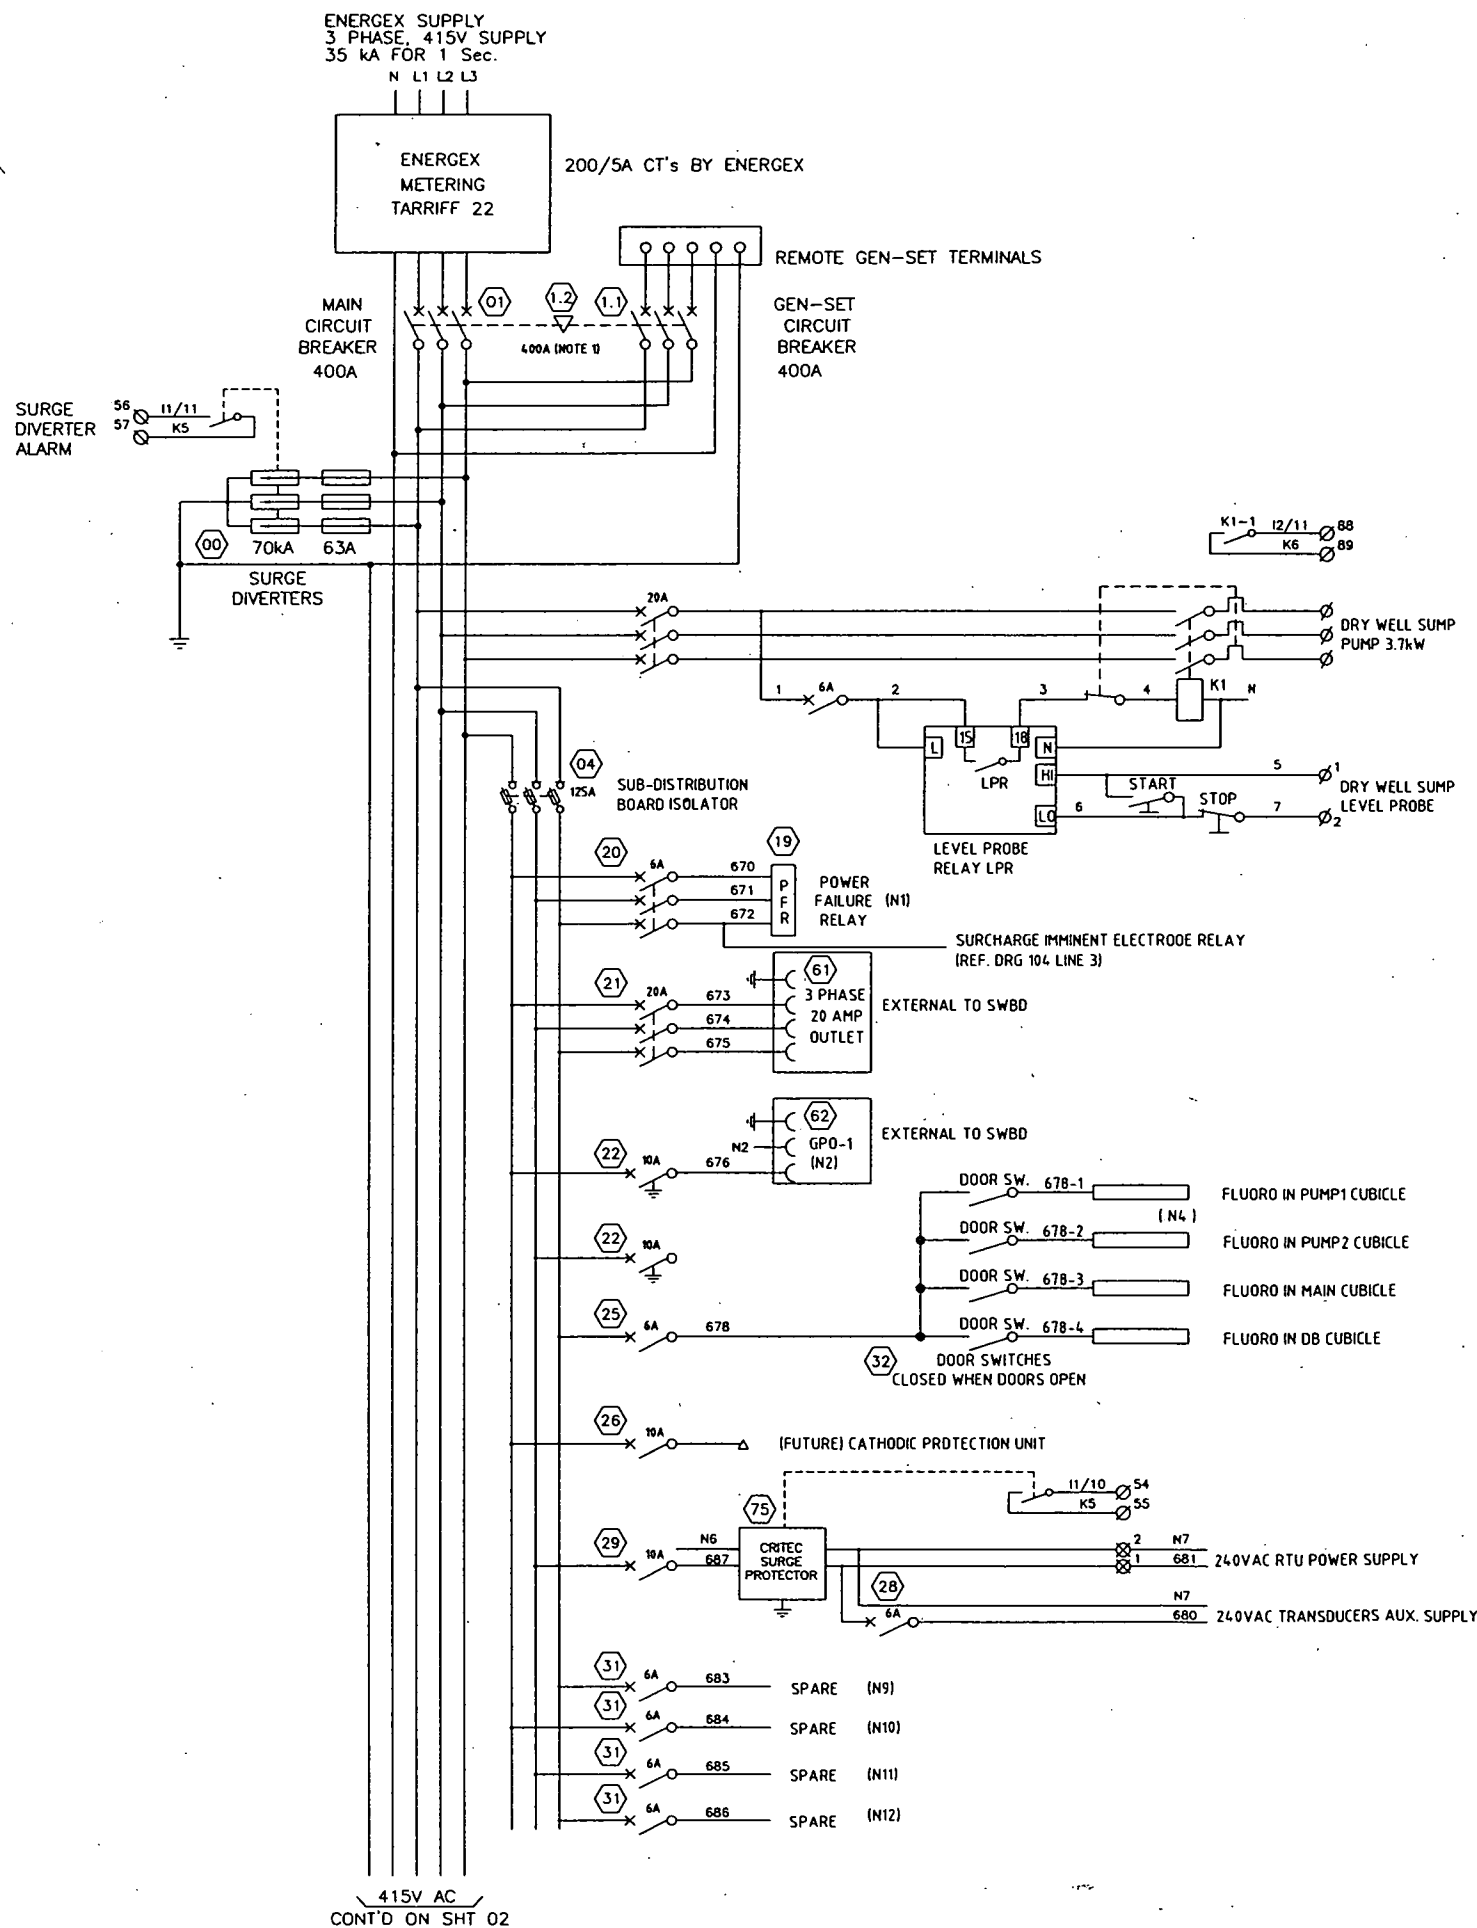 ENERGEX SUPPLY
3 PHASE, 415V SUPPLY
35 kA FOR 1 Sec.
N L1 L2 L3
ENERGEX
METERING
TARRIFF 22
200/5A CT's BY ENERGEX
REMOTE GEN-SET TERMINALS
MAIN
CIRCUIT
BREAKER
400A
01
1.2
1.1
400A (NOTE 1)
GEN-SET
CIRCUIT
BREAKER
400A
SURGE
DIVERTER
ALARM
56 I1/11
57 K5
00
70kA 63A
SURGE
DIVERTERS
K1-1 I2/11 88
K6 89
20A
DRY WELL SUMP
PUMP 3.7kW
1 6A 2 3 4 K1 N
L 15 18 N
LPR
HI
LO
5 1
START
STOP
6 7 2
DRY WELL SUMP
LEVEL PROBE
LEVEL PROBE
RELAY LPR
04
125A
SUB-DISTRIBUTION
BOARD ISOLATOR
20
6A 670
671
672
19
P
F
R
POWER
FAILURE (N1)
RELAY
SURCHARGE IMMINENT ELECTRODE RELAY
(REF. DRG 104 LINE 3)
21
20A 673
674
675
61
3 PHASE
20 AMP
OUTLET
EXTERNAL TO SWBD
22
10A 676
N2
62
GPO-1
(N2)
EXTERNAL TO SWBD
22
10A
25
6A 678
DOOR SW. 678-1 FLUORO IN PUMP1 CUBICLE
(N4)
DOOR SW. 678-2 FLUORO IN PUMP2 CUBICLE
DOOR SW. 678-3 FLUORO IN MAIN CUBICLE
DOOR SW. 678-4 FLUORO IN DB CUBICLE
32
DOOR SWITCHES
CLOSED WHEN DOORS OPEN
26
10A
(FUTURE) CATHODIC PROTECTION UNIT
I1/10 54
K5 55
75
29
10A
N6
687
CRITEC
SURGE
PROTECTOR
2 N7
1 681
240VAC RTU POWER SUPPLY
28
6A
N7
680
240VAC TRANSDUCERS AUX. SUPPLY
31
6A 683 SPARE (N9)
31
6A 684 SPARE (N10)
31
6A 685 SPARE (N11)
31
6A 686 SPARE (N12)
415V AC
CONT'D ON SHT 02